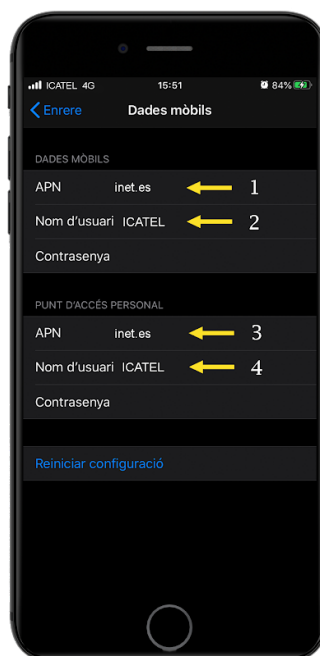 ICATEL 4G 15:51 84%
Enrere Dades mòbils
DADES MÒBILS
APN inet.es 1
Nom d'usuari ICATEL 2
Contrasenya
PUNT D'ACCÉS PERSONAL
APN inet.es 3
Nom d'usuari ICATEL 4
Contrasenya
Reiniciar configuració